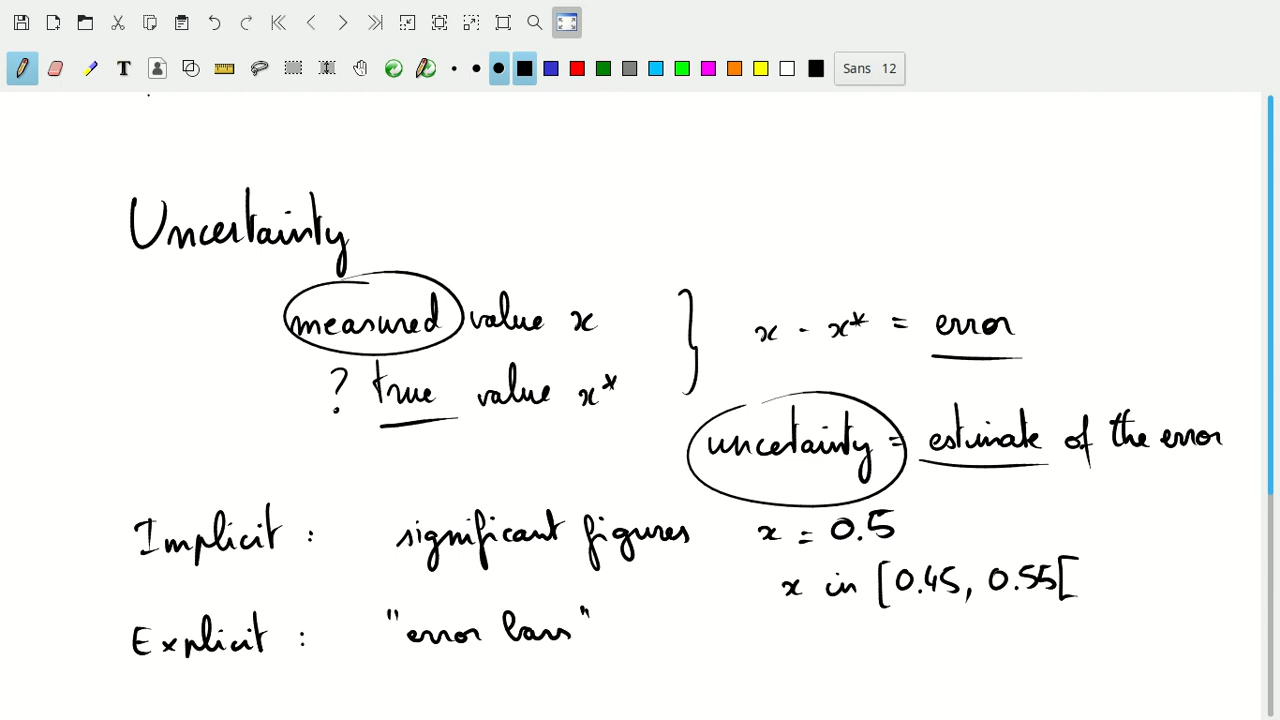 Sans 12
Uncertainty
measured value x
? true value x*
x - x* = error
uncertainty = estimate of the error
Implicit : significant figures x = 0.5
x in [0.45, 0.55[
Explicit : "error bars"